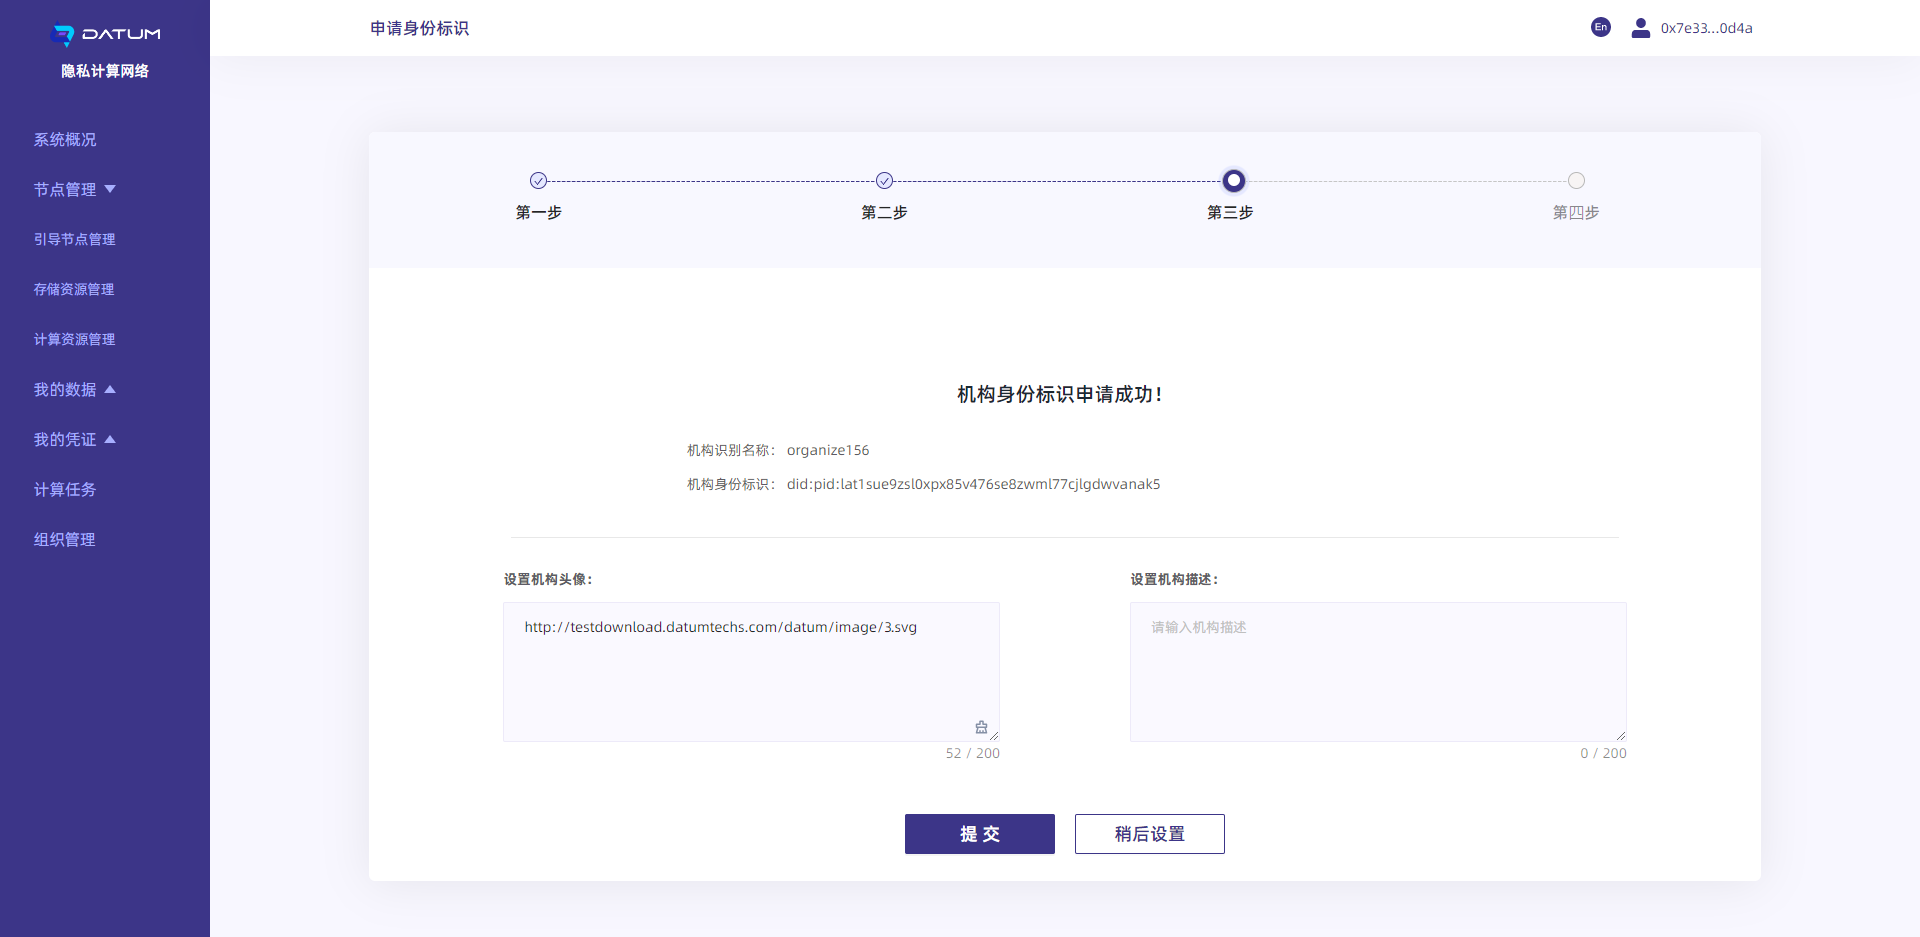 DATUM
隐私计算网络
系统概况
节点管理
引导节点管理
存储资源管理
计算资源管理
我的数据
我的凭证
计算任务
组织管理
申请身份标识
En
0x7e33...0d4a
第一步
第二步
第三步
第四步
机构身份标识申请成功!
机构识别名称: organize156
机构身份标识: did:pid:lat1sue9zsl0xpx85v476se8zwml77cjlgdwvanak5
设置机构头像:
http://testdownload.datumtechs.com/datum/image/3.svg
52 / 200
设置机构描述:
请输入机构描述
0 / 200
提 交
稍后设置